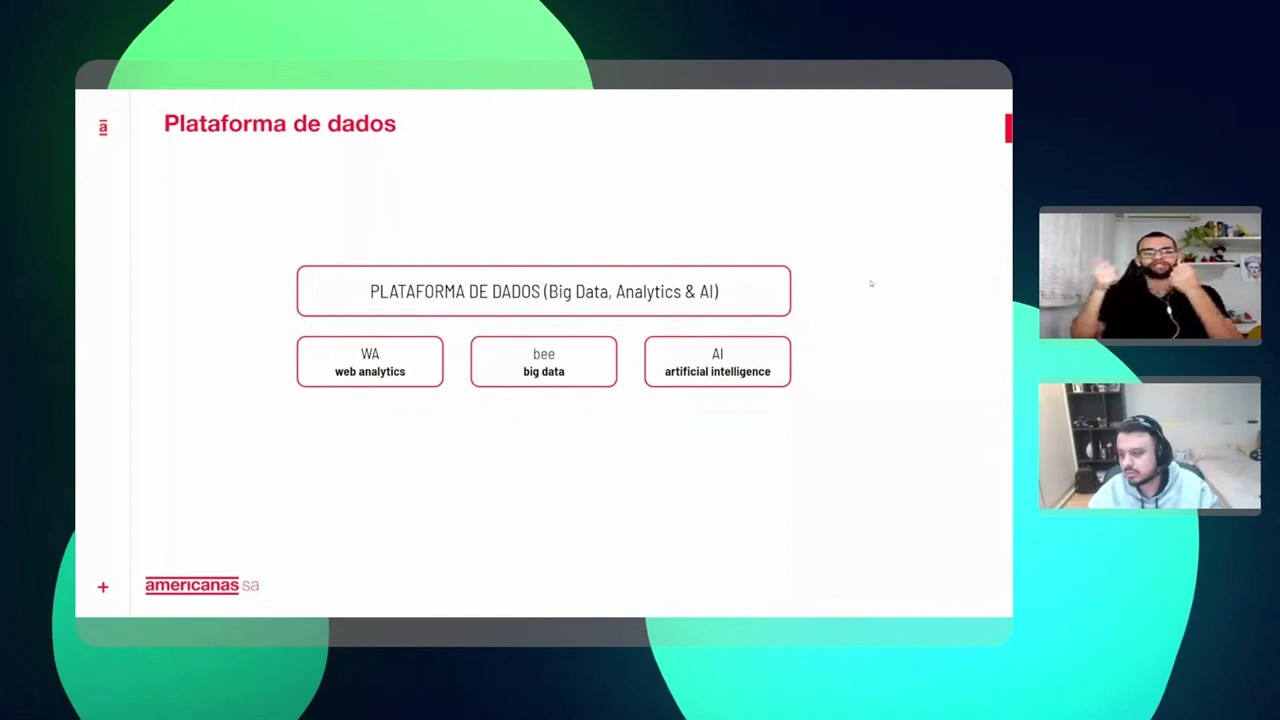 ā
Plataforma de dados
PLATAFORMA DE DADOS (Big Data, Analytics & AI)
WA
web analytics
bee
big data
AI
artificial intelligence
+
americanas sa